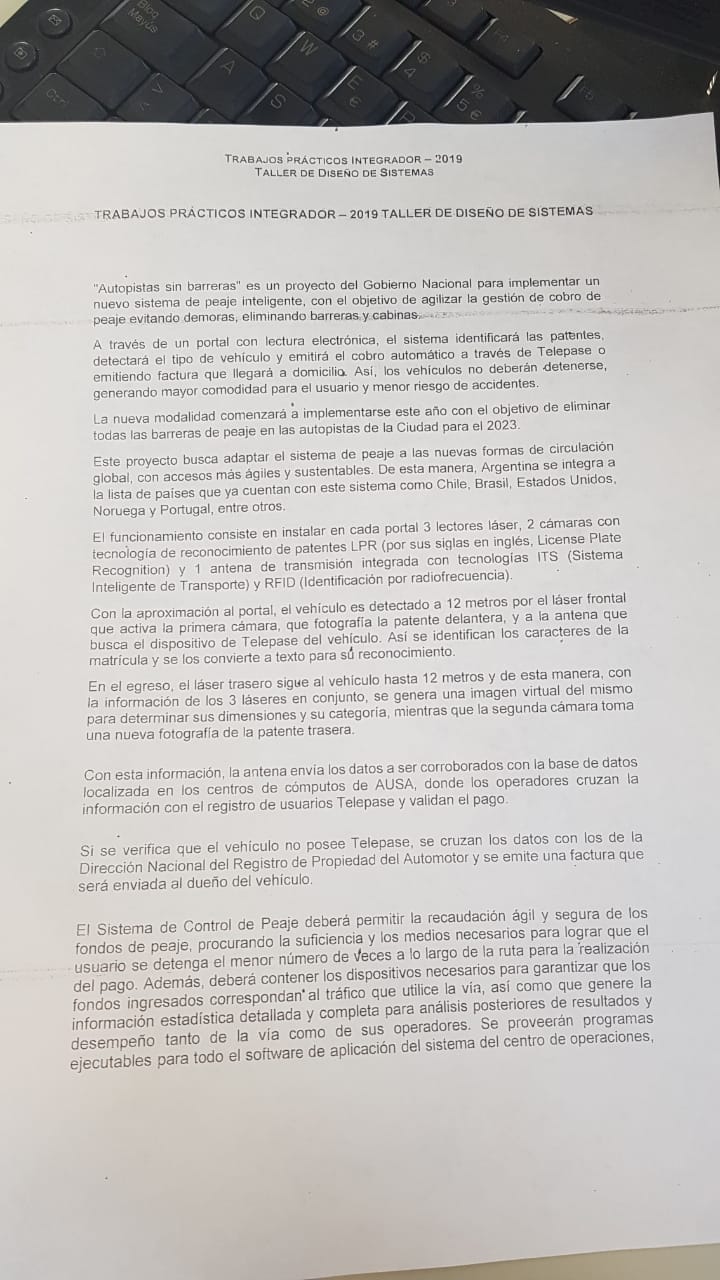 TRABAJOS PRÁCTICOS INTEGRADOR – 2019
TALLER DE DISEÑO DE SISTEMAS
TRABAJOS PRÁCTICOS INTEGRADOR – 2019 TALLER DE DISEÑO DE SISTEMAS
"Autopistas sin barreras" es un proyecto del Gobierno Nacional para implementar un
nuevo sistema de peaje inteligente, con el objetivo de agilizar la gestión de cobro de
peaje evitando demoras, eliminando barreras y cabinas.
A través de un portal con lectura electrónica, el sistema identificará las patentes,
detectará el tipo de vehículo y emitirá el cobro automático a través de Telepase o
emitiendo factura que llegará a domicilio. Así, los vehículos no deberán detenerse,
generando mayor comodidad para el usuario y menor riesgo de accidentes.
La nueva modalidad comenzará a implementarse este año con el objetivo de eliminar
todas las barreras de peaje en las autopistas de la Ciudad para el 2023.
Este proyecto busca adaptar el sistema de peaje a las nuevas formas de circulación
global, con accesos más ágiles y sustentables. De esta manera, Argentina se integra a
la lista de países que ya cuentan con este sistema como Chile, Brasil, Estados Unidos,
Noruega y Portugal, entre otros.
El funcionamiento consiste en instalar en cada portal 3 lectores láser, 2 cámaras con
tecnología de reconocimiento de patentes LPR (por sus siglas en inglés, License Plate
Recognition) y 1 antena de transmisión integrada con tecnologías ITS (Sistema
Inteligente de Transporte) y RFID (Identificación por radiofrecuencia).
Con la aproximación al portal, el vehículo es detectado a 12 metros por el láser frontal
que activa la primera cámara, que fotografía la patente delantera, y a la antena que
busca el dispositivo de Telepase del vehículo. Así se identifican los caracteres de la
matrícula y se los convierte a texto para su reconocimiento.
En el egreso, el láser trasero sigue al vehículo hasta 12 metros y de esta manera, con
la información de los 3 láseres en conjunto, se genera una imagen virtual del mismo
para determinar sus dimensiones y su categoría, mientras que la segunda cámara toma
una nueva fotografía de la patente trasera.
Con esta información, la antena envía los datos a ser corroborados con la base de datos
localizada en los centros de cómputos de AUSA, donde los operadores cruzan la
información con el registro de usuarios Telepase y validan el pago.
Si se verifica que el vehículo no posee Telepase, se cruzan los datos con los de la
Dirección Nacional del Registro de Propiedad del Automotor y se emite una factura que
será enviada al dueño del vehículo.
El Sistema de Control de Peaje deberá permitir la recaudación ágil y segura de los
fondos de peaje, procurando la suficiencia y los medios necesarios para lograr que el
usuario se detenga el menor número de veces a lo largo de la ruta para la realización
del pago. Además, deberá contener los dispositivos necesarios para garantizar que los
fondos ingresados correspondan al tráfico que utilice la vía, así como que genere la
información estadística detallada y completa para análisis posteriores de resultados y
desempeño tanto de la vía como de sus operadores. Se proveerán programas
ejecutables para todo el software de aplicación del sistema del centro de operaciones,